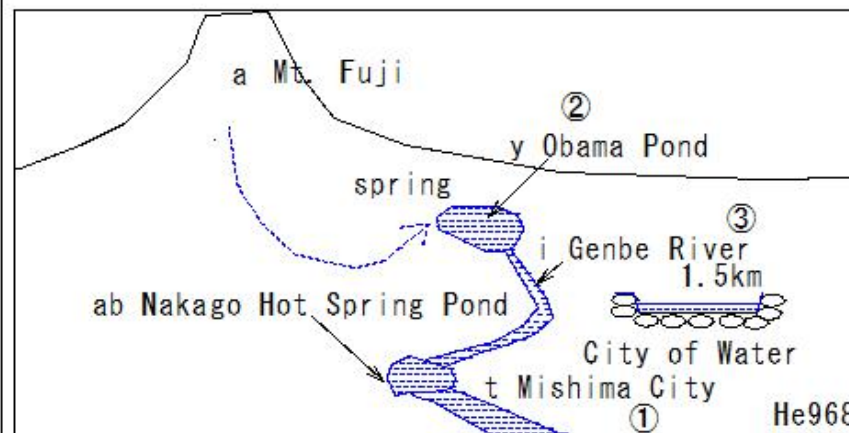 a Mt. Fuji
②
y Obama Pond
spring
③
i Genbe River
1.5km
ab Nakago Hot Spring Pond
City of Water
t Mishima City
①
He968